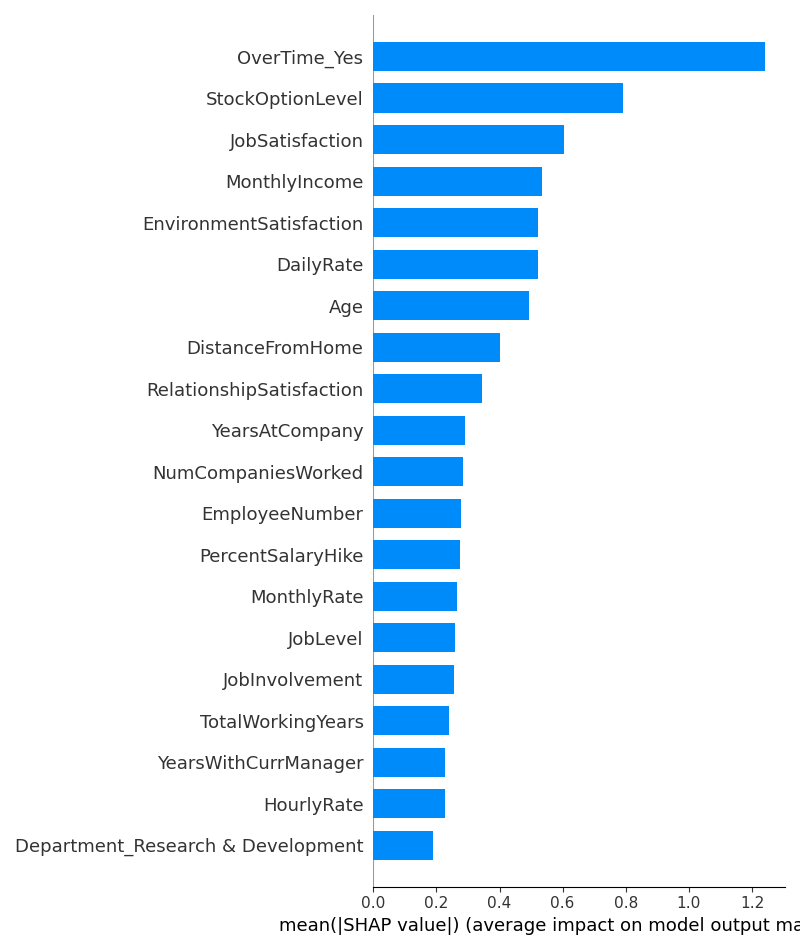 OverTime_Yes
StockOptionLevel
JobSatisfaction
MonthlyIncome
EnvironmentSatisfaction
DailyRate
Age
DistanceFromHome
RelationshipSatisfaction
YearsAtCompany
NumCompaniesWorked
EmployeeNumber
PercentSalaryHike
MonthlyRate
JobLevel
JobInvolvement
TotalWorkingYears
YearsWithCurrManager
HourlyRate
Department_Research & Development
0.0 0.2 0.4 0.6 0.8 1.0 1.2
mean(|SHAP value|) (average impact on model output ma